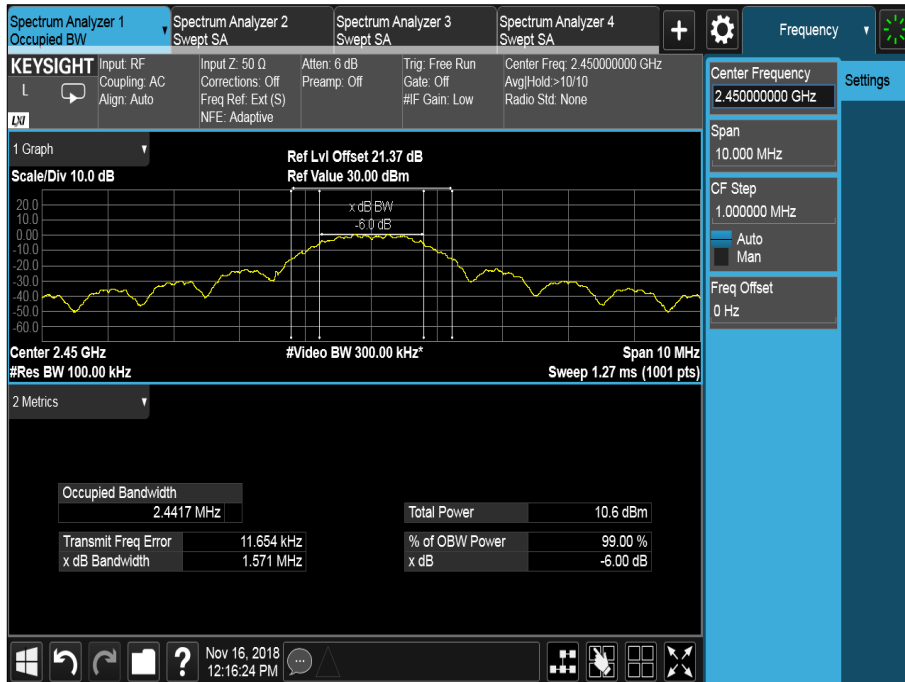 Spectrum Analyzer 1
Occupied BW
Spectrum Analyzer 2
Swept SA
Spectrum Analyzer 3
Swept SA
Spectrum Analyzer 4
Swept SA
+
Frequency
KEYSIGHT
L
LXI
Input: RF
Coupling: AC
Align: Auto
Input Z: 50 Ω
Corrections: Off
Freq Ref: Ext (S)
NFE: Adaptive
Atten: 6 dB
Preamp: Off
Trig: Free Run
Gate: Off
#IF Gain: Low
Center Freq: 2.450000000 GHz
Avg|Hold:>10/10
Radio Std: None
Center Frequency
2.450000000 GHz
Settings
Span
10.000 MHz
CF Step
1.000000 MHz
Auto
Man
Freq Offset
0 Hz
1 Graph
Scale/Div 10.0 dB
Ref Lvl Offset 21.37 dB
Ref Value 30.00 dBm
x dB BW
-6.0 dB
20.0
10.0
0.00
-10.0
-20.0
-30.0
-40.0
-50.0
-60.0
Center 2.45 GHz
#Video BW 300.00 kHz*
Span 10 MHz
#Res BW 100.00 kHz
Sweep 1.27 ms (1001 pts)
2 Metrics
Occupied Bandwidth
2.4417 MHz
Total Power 10.6 dBm
Transmit Freq Error 11.654 kHz
% of OBW Power 99.00 %
x dB Bandwidth 1.571 MHz
x dB -6.00 dB
?
Nov 16, 2018
12:16:24 PM